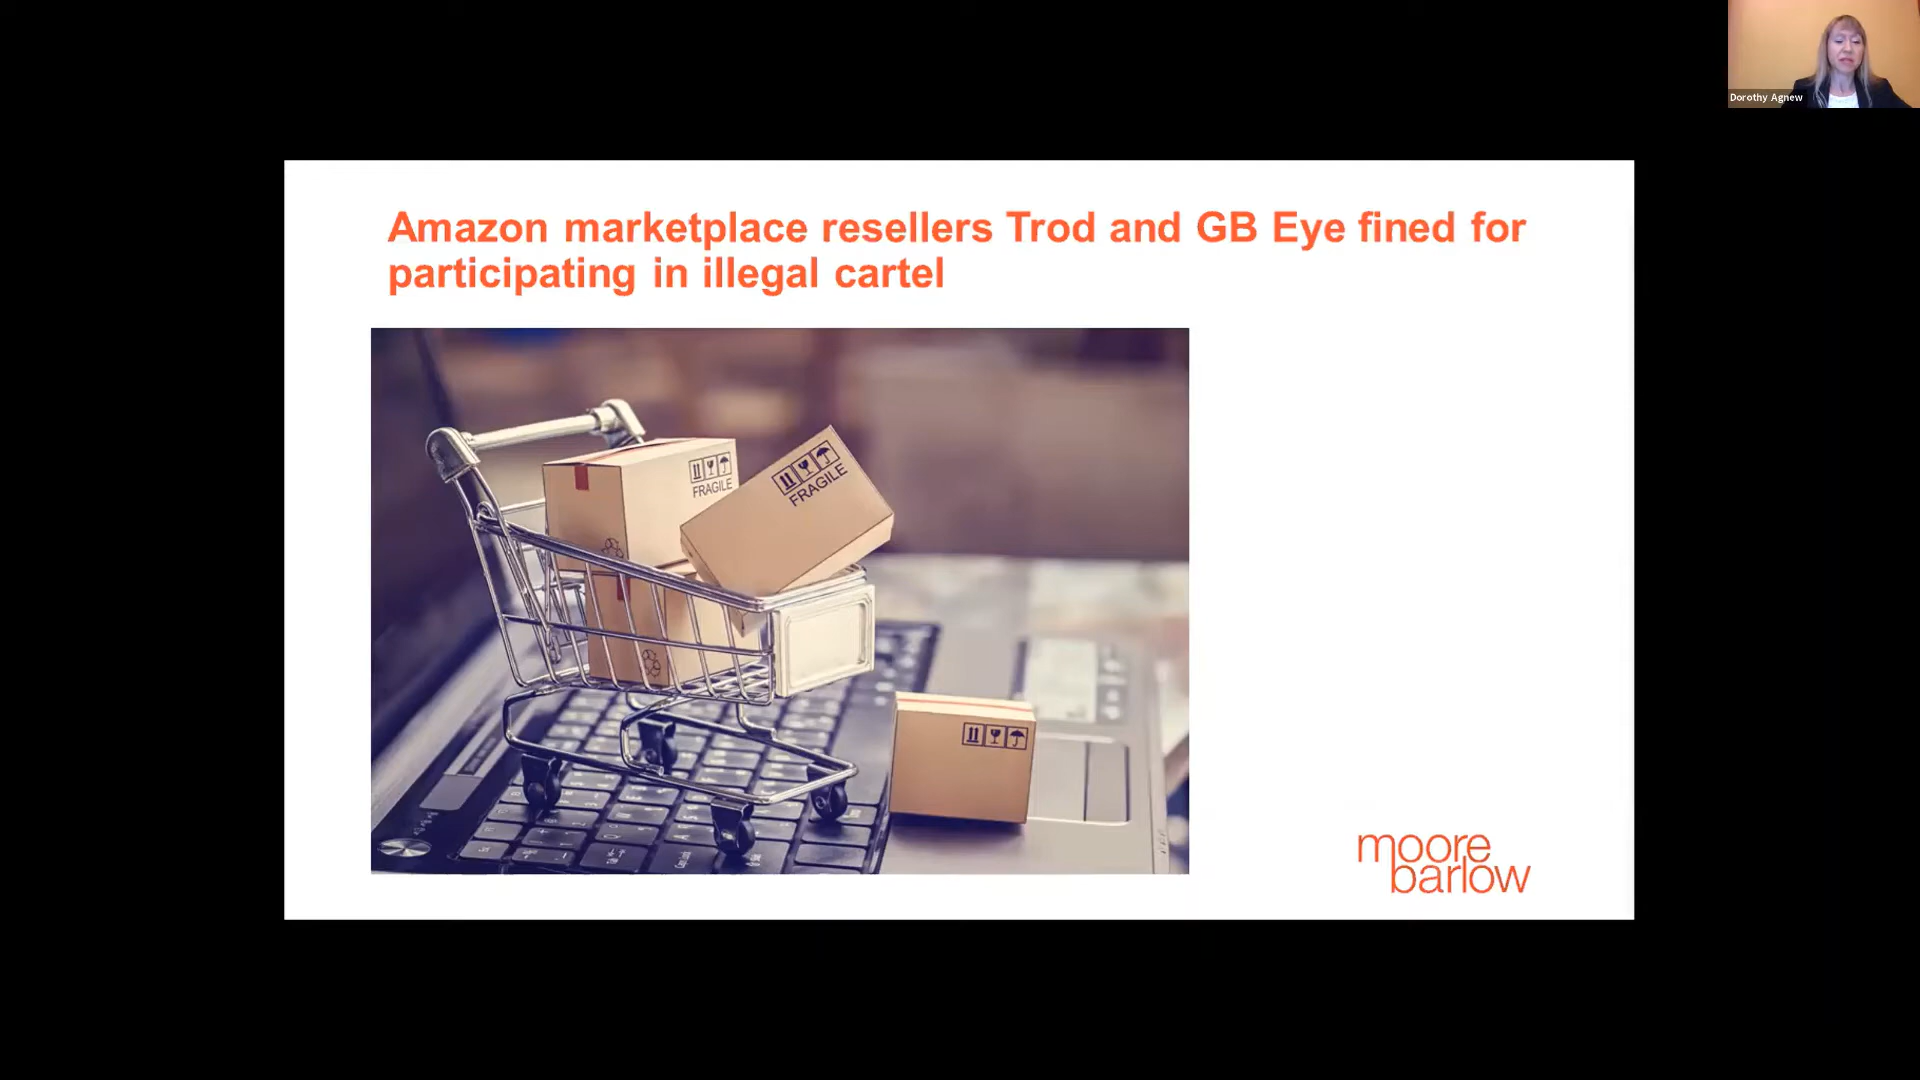 Dorothy Agnew
Amazon marketplace resellers Trod and GB Eye fined for
participating in illegal cartel
FRAGILE
FRAGILE
moore
barlow